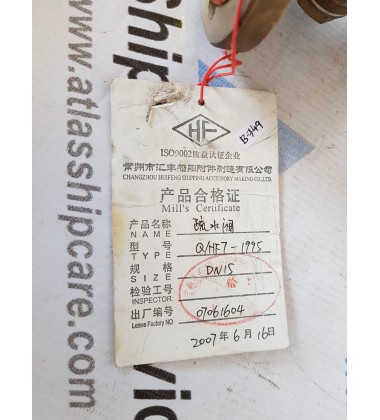 HF
B-749
ISO9002质量认证企业
常州市汇丰船舶附件制造有限公司
CHANGZHOU HUIFENG SHIPPING ACCESSORY MAKING CO.,LTD.
产品合格证
Mill's Certificate
产品名称 疏水阀
NAME
型号 Q/HF7-1995
TYPE
规格 DN15
SIZE
检验工号
INSPECTOR
出厂编号 07061604
Leave Factory NO
2007年6月16日
www.atlasshipcare.com